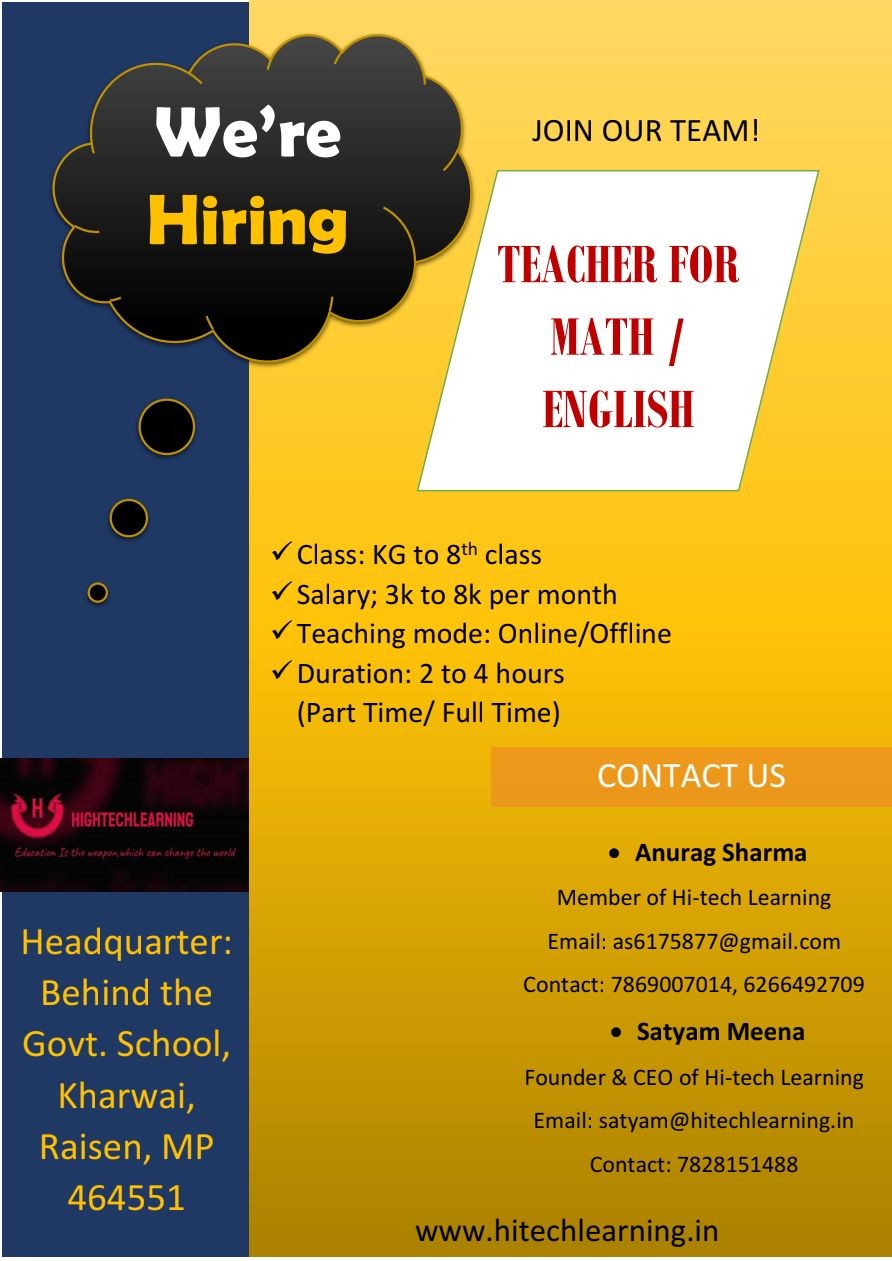 We're
Hiring
JOIN OUR TEAM!
TEACHER FOR
MATH /
ENGLISH
✓ Class: KG to 8th class
✓ Salary; 3k to 8k per month
✓ Teaching mode: Online/Offline
✓ Duration: 2 to 4 hours
(Part Time/ Full Time)
HIGH
H
HIGHTECHLEARNING
Education Is the weapon,which can change the world
Headquarter:
Behind the
Govt. School,
Kharwai,
Raisen, MP
464551
CONTACT US
• Anurag Sharma
Member of Hi-tech Learning
Email: as6175877@gmail.com
Contact: 7869007014, 6266492709
• Satyam Meena
Founder & CEO of Hi-tech Learning
Email: satyam@hitechlearning.in
Contact: 7828151488
www.hitechlearning.in